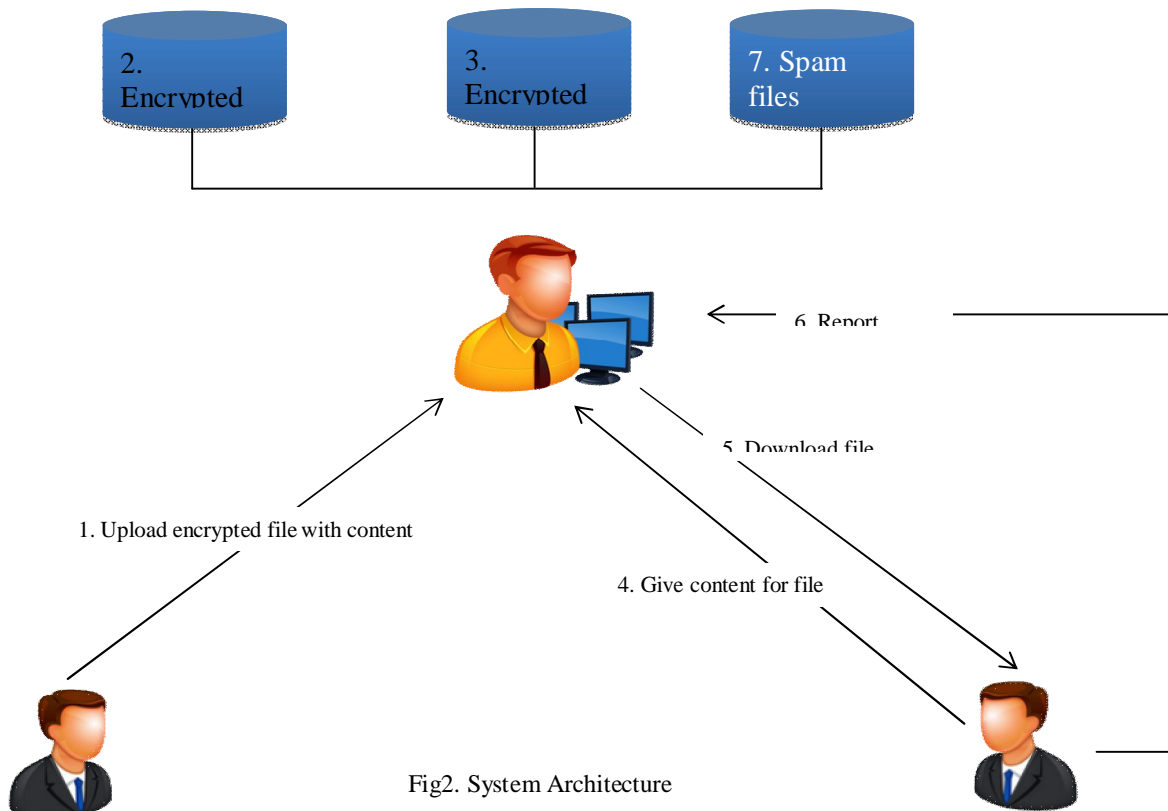 2.
Encrypted
3.
Encrypted
7. Spam
files
6. Report
5. Download file
1. Upload encrypted file with content
4. Give content for file
Fig2. System Architecture